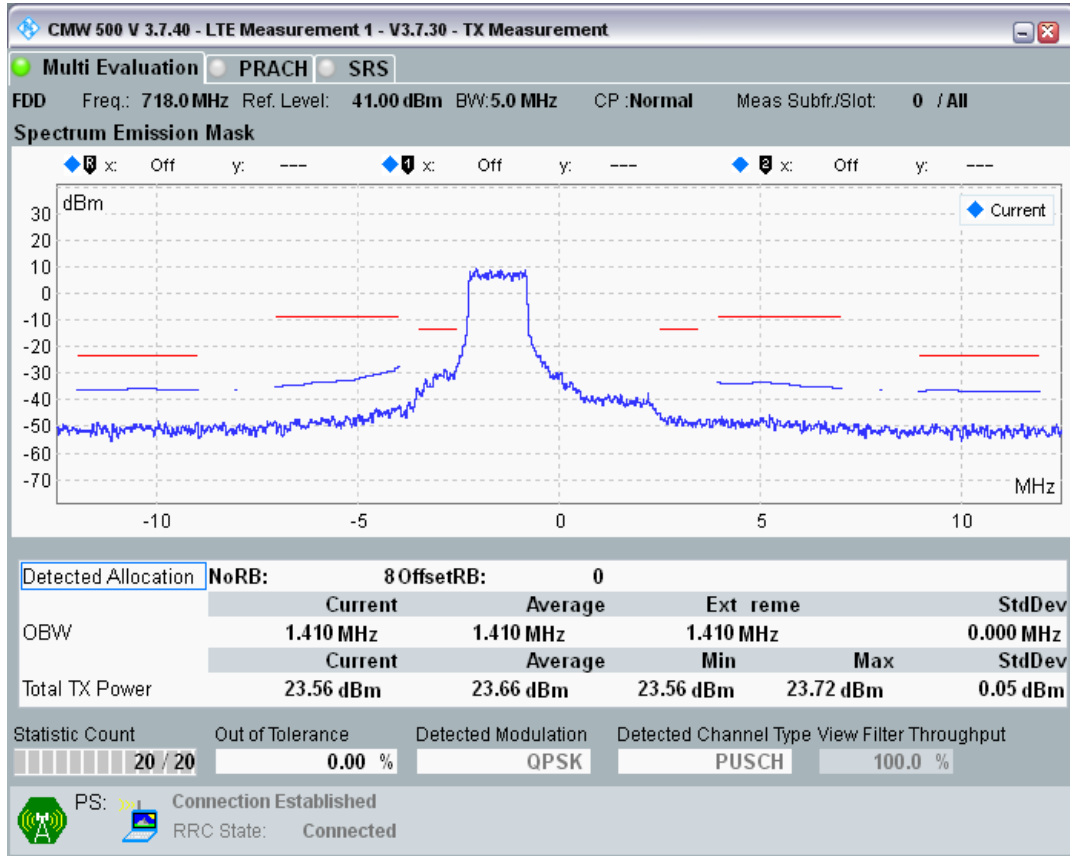 CMW 500 V 3.7.40 - LTE Measurement 1 - V3.7.30 - TX Measurement
Multi Evaluation PRACH SRS
FDD Freq.: 718.0 MHz Ref. Level: 41.00 dBm BW: 5.0 MHz CP : Normal Meas Subfr./Slot: 0 / All
Spectrum Emission Mask
R x: Off y: --- 1 x: Off y: --- 2 x: Off y: ---
dBm
Current
30
20
10
0
-10
-20
-30
-40
-50
-60
-70
MHz
-10 -5 0 5 10
Detected Allocation NoRB: 8 OffsetRB: 0
Current Average Ext reme StdDev
OBW 1.410 MHz 1.410 MHz 1.410 MHz 0.000 MHz
Current Average Min Max StdDev
Total TX Power 23.56 dBm 23.66 dBm 23.56 dBm 23.72 dBm 0.05 dBm
Statistic Count Out of Tolerance Detected Modulation Detected Channel Type View Filter Throughput
20 / 20 0.00 % QPSK PUSCH 100.0 %
PS: Connection Established
RRC State: Connected